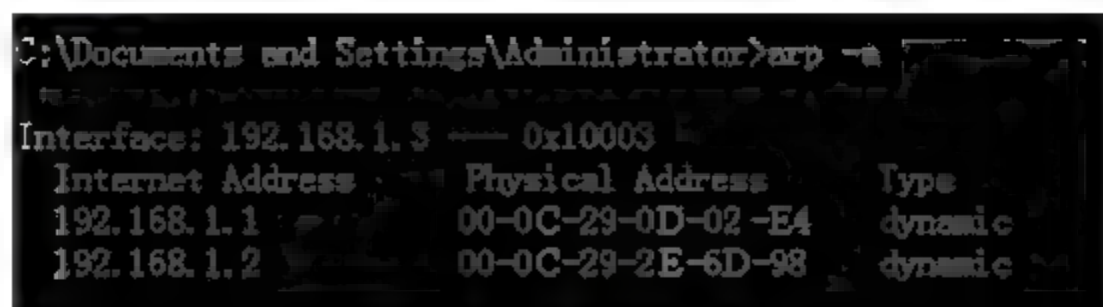 C:\Documents and Settings\Administrator>arp -a
Interface: 192.168.1.3 --- 0x10003
Internet Address Physical Address Type
192.168.1.1 00-0C-29-0D-02-E4 dynamic
192.168.1.2 00-0C-29-2E-6D-98 dynamic